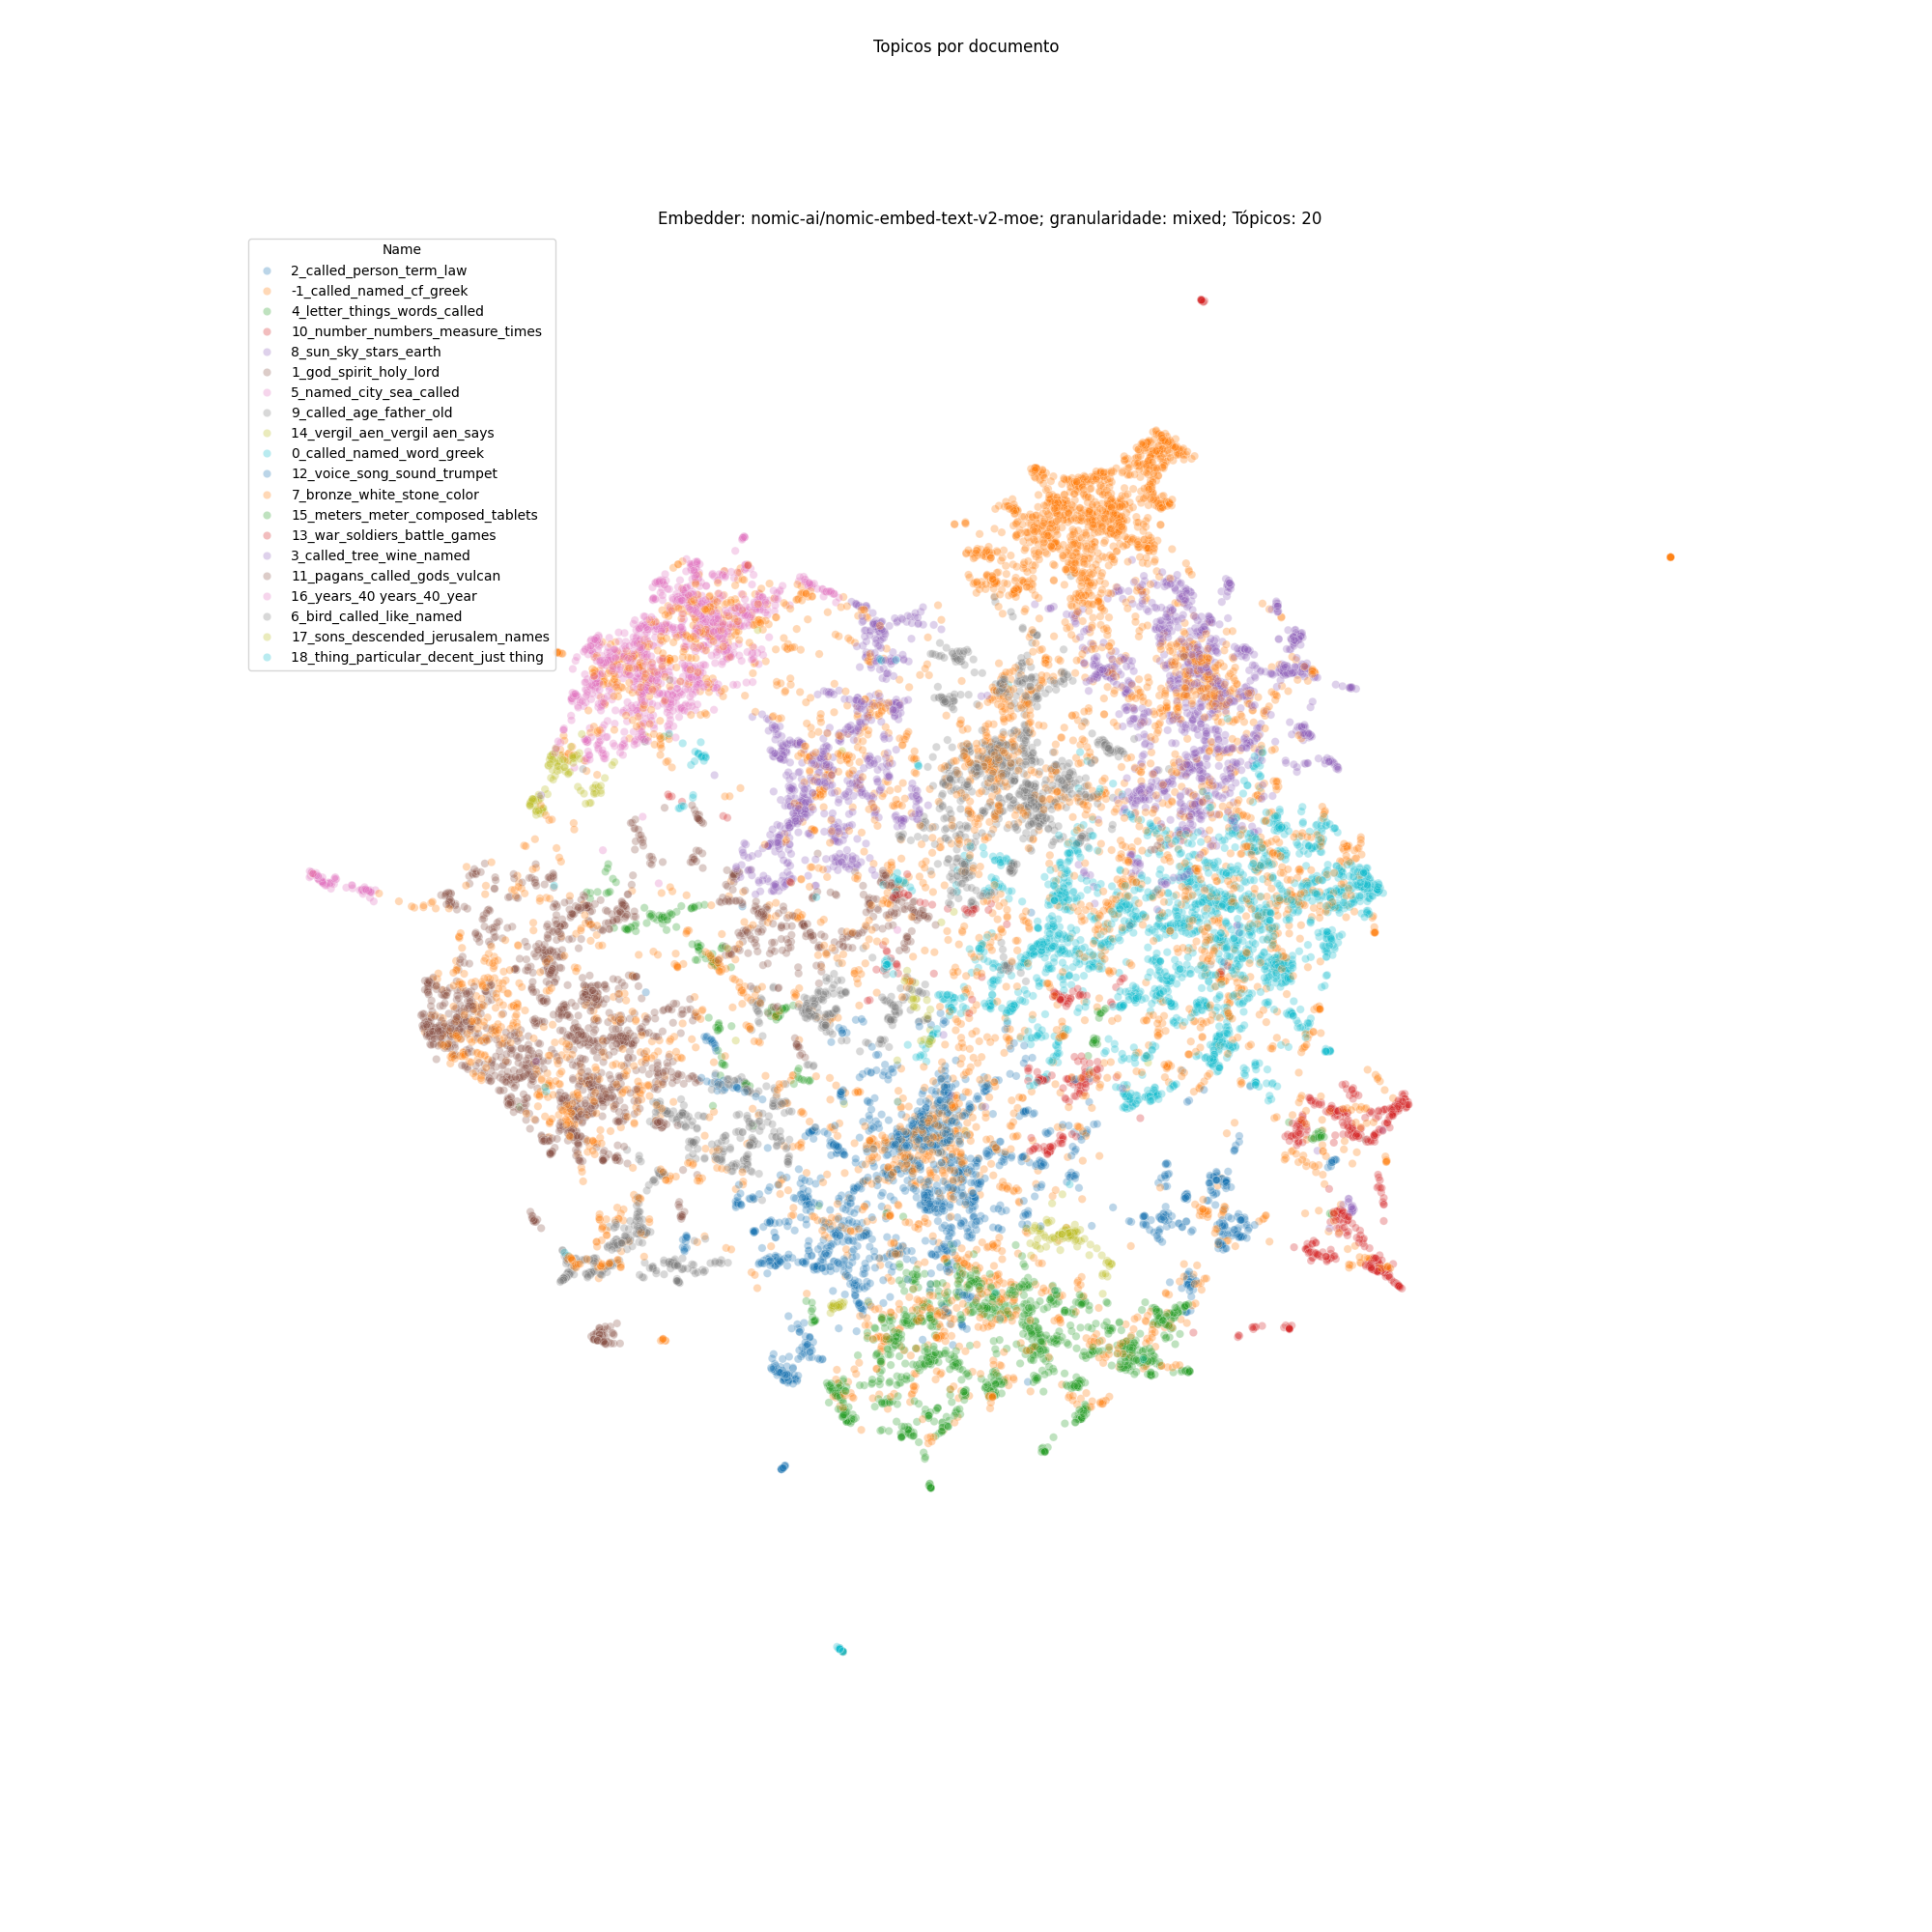 Topicos por documento
Embedder: nomic-ai/nomic-embed-text-v2-moe; granularidade: mixed; Tópicos: 20
Name
2_called_person_term_law
-1_called_named_cf_greek
4_letter_things_words_called
10_number_numbers_measure_times
8_sun_sky_stars_earth
1_god_spirit_holy_lord
5_named_city_sea_called
9_called_age_father_old
14_vergil_aen_vergil aen_says
0_called_named_word_greek
12_voice_song_sound_trumpet
7_bronze_white_stone_color
15_meters_meter_composed_tablets
13_war_soldiers_battle_games
3_called_tree_wine_named
11_pagans_called_gods_vulcan
16_years_40 years_40_year
6_bird_called_like_named
17_sons_descended_jerusalem_names
18_thing_particular_decent_just thing